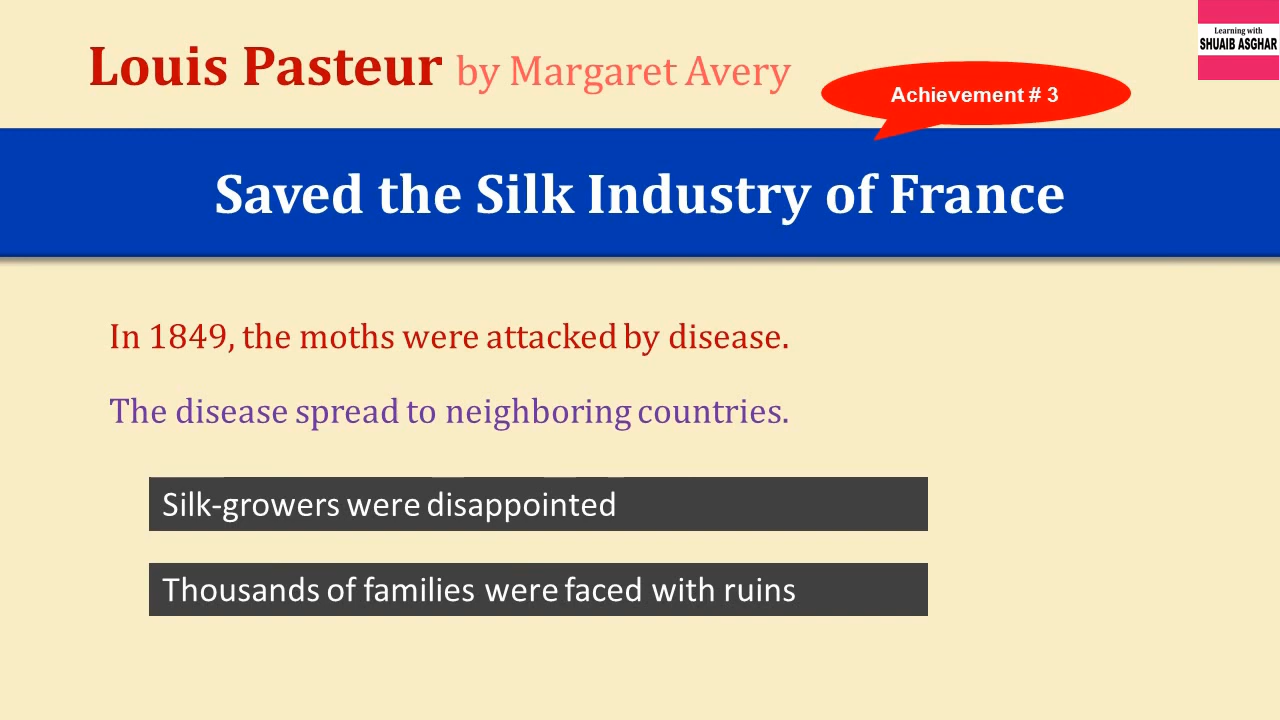 Louis Pasteur by Margaret Avery
Learning with
SHUAIB ASGHAR
Achievement # 3
Saved the Silk Industry of France
In 1849, the moths were attacked by disease.
The disease spread to neighboring countries.
Silk-growers were disappointed
Thousands of families were faced with ruins